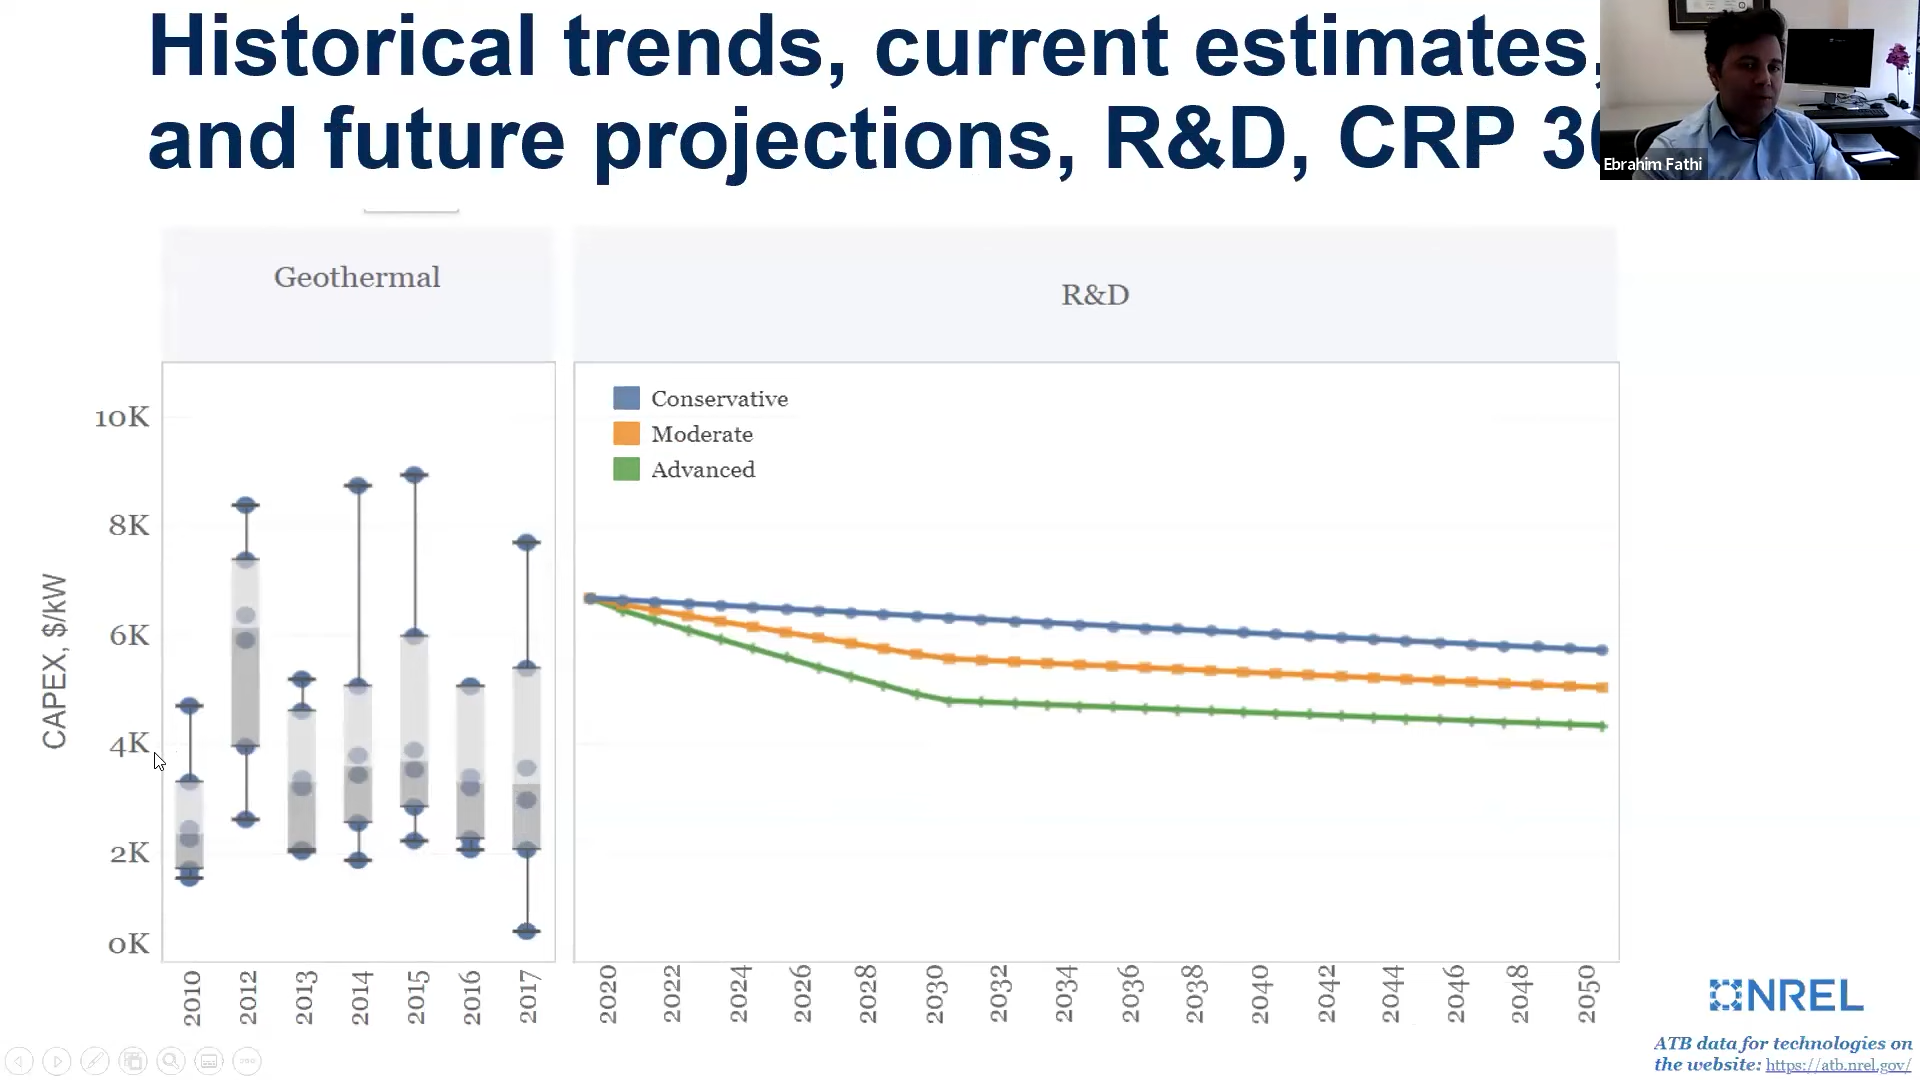 Historical trends, current estimates,
and future projections, R&D, CRP 30
Ebrahim Fathi
Geothermal
R&D
Conservative
Moderate
Advanced
10K
8K
6K
4K
2K
0K
CAPEX, $/kW
2010
2012
2013
2014
2015
2016
2017
2020
2022
2024
2026
2028
2030
2032
2034
2036
2038
2040
2042
2044
2046
2048
2050
NREL
ATB data for technologies on
the website: https://atb.nrel.gov/